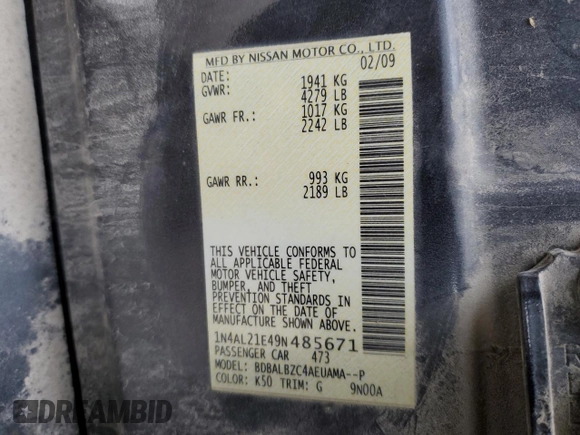 MFD BY NISSAN MOTOR CO., LTD.
DATE: 02/09
GVWR: 1941 KG
4279 LB
GAWR FR.: 1017 KG
2242 LB
GAWR RR.: 993 KG
2189 LB
THIS VEHICLE CONFORMS TO
ALL APPLICABLE FEDERAL
MOTOR VEHICLE SAFETY,
BUMPER, AND THEFT
PREVENTION STANDARDS IN
EFFECT ON THE DATE OF
MANUFACTURE SHOWN ABOVE.
1N4AL21E49N485671
PASSENGER CAR 473
MODEL: BDBALBZC4AEUAMA--P
COLOR: K50 TRIM: G 9N00A
DREAMBID